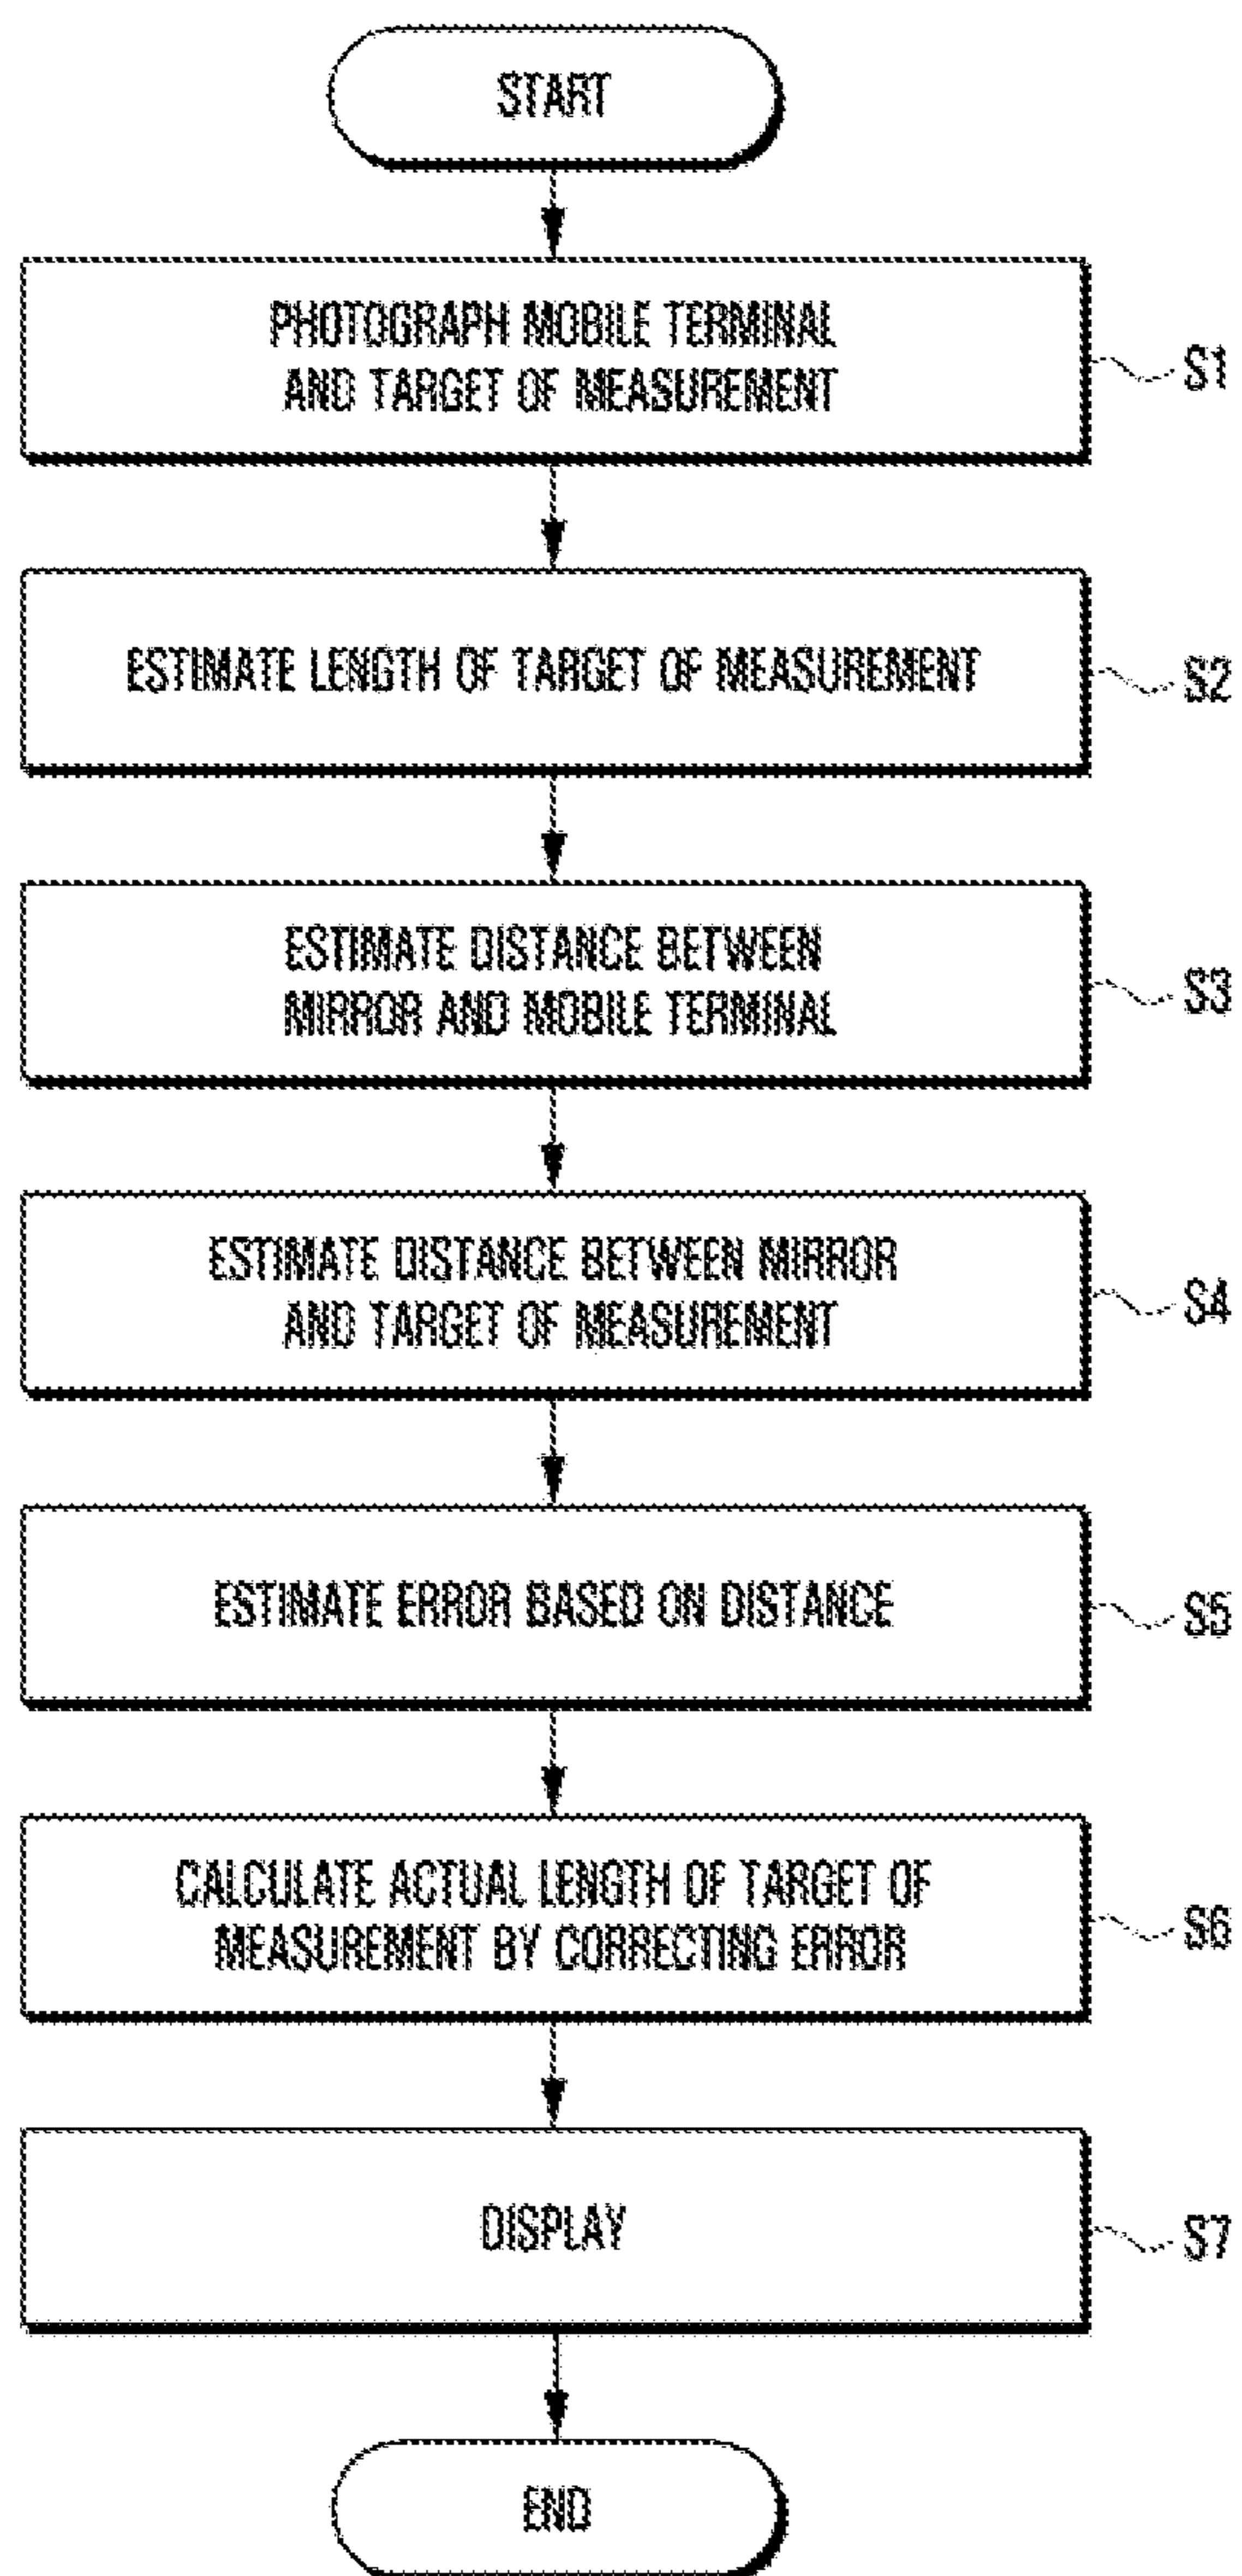 START
PHOTOGRAPH MOBILE TERMINAL
AND TARGET OF MEASUREMENT
S1
ESTIMATE LENGTH OF TARGET OF MEASUREMENT
S2
ESTIMATE DISTANCE BETWEEN
MIRROR AND MOBILE TERMINAL
S3
ESTIMATE DISTANCE BETWEEN MIRROR
AND TARGET OF MEASUREMENT
S4
ESTIMATE ERROR BASED ON DISTANCE
S5
CALCULATE ACTUAL LENGTH OF TARGET OF
MEASUREMENT BY CORRECTING ERROR
S6
DISPLAY
S7
END